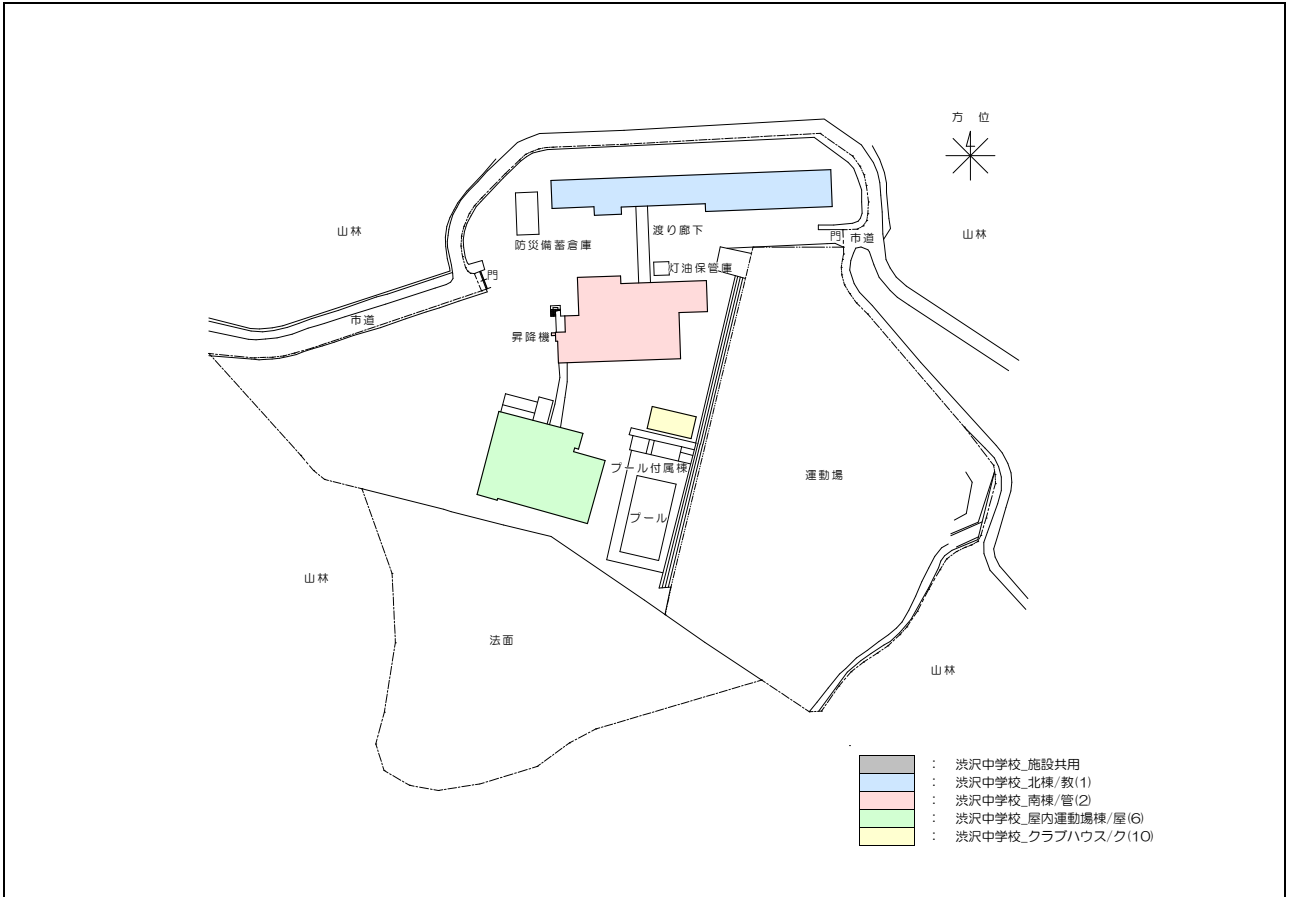 方 位
山林
渡り廊下
山林
門
市道
防災備蓄倉庫
灯油保管庫
門
市道
昇降機
プール付属棟
運動場
プール
山林
法面
山林
： 渋沢中学校_施設共用
： 渋沢中学校_北棟/教(1)
： 渋沢中学校_南棟/管(2)
： 渋沢中学校_屋内運動場棟/屋(6)
： 渋沢中学校_クラブハウス/ク(10)